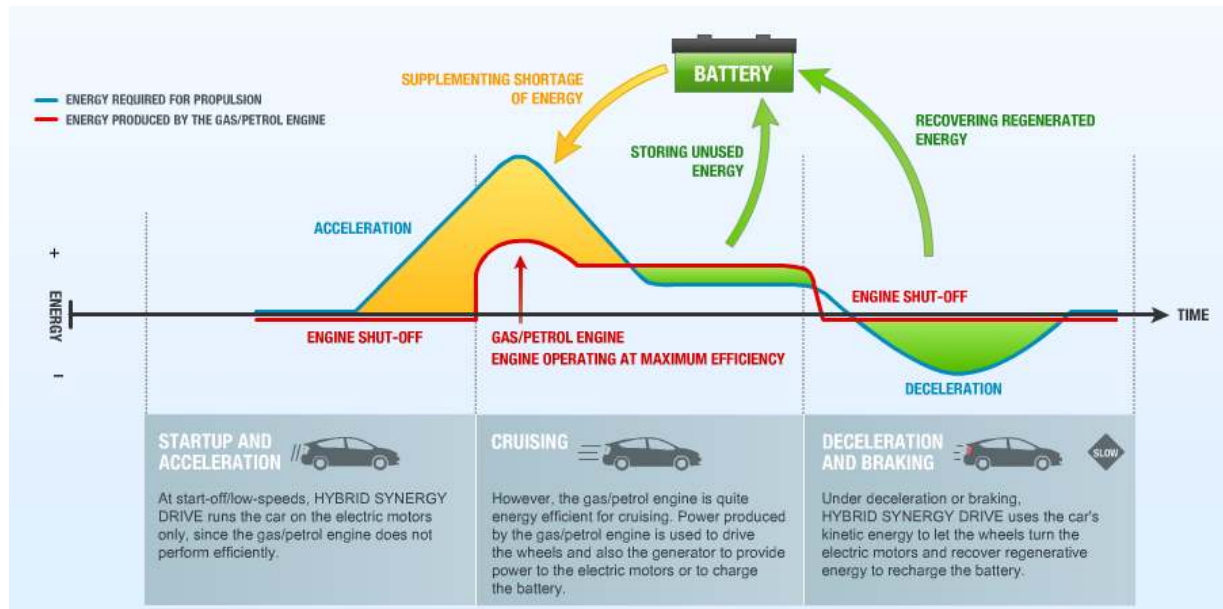 BATTERY
SUPPLEMENTING SHORTAGE
OF ENERGY
ENERGY REQUIRED FOR PROPULSION
ENERGY PRODUCED BY THE GAS/PETROL ENGINE
RECOVERING REGENERATED
ENERGY
STORING UNUSED
ENERGY
ACCELERATION
+
ENERGY
−
ENGINE SHUT-OFF
TIME
ENGINE SHUT-OFF
GAS/PETROL ENGINE
ENGINE OPERATING AT MAXIMUM EFFICIENCY
DECELERATION
STARTUP AND
ACCELERATION
At start-off/low-speeds, HYBRID SYNERGY
DRIVE runs the car on the electric motors
only, since the gas/petrol engine does not
perform efficiently.
CRUISING
However, the gas/petrol engine is quite
energy efficient for cruising. Power produced
by the gas/petrol engine is used to drive
the wheels and also the generator to provide
power to the electric motors or to charge
the battery.
DECELERATION
AND BRAKING
SLOW
Under deceleration or braking,
HYBRID SYNERGY DRIVE uses the car's
kinetic energy to let the wheels turn the
electric motors and recover regenerative
energy to recharge the battery.